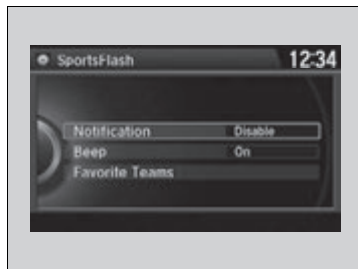 SportsFlash 12:34
Notification Disable
Beep On
Favorite Teams